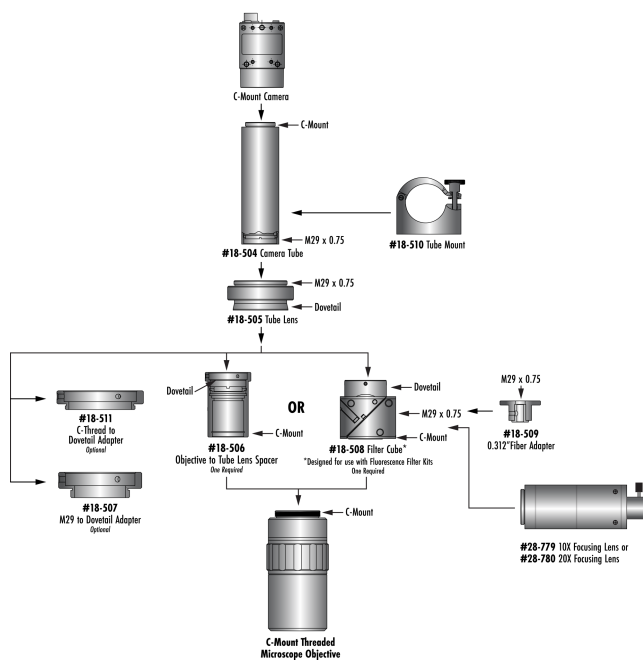 C-Mount Camera
C-Mount
M29 x 0.75
#18-504 Camera Tube
#18-510 Tube Mount
M29 x 0.75
Dovetail
#18-505 Tube Lens
#18-511
C-Thread to
Dovetail Adapter
Optional
#18-507
M29 to Dovetail Adapter
Optional
Dovetail
C-Mount
#18-506
Objective to Tube Lens Spacer
One Required
OR
Dovetail
M29 x 0.75
C-Mount
#18-508 Filter Cube*
*Designed for use with Fluorescence Filter Kits
One Required
M29 x 0.75
#18-509
0.312"Fiber Adapter
#28-779 10X Focusing Lens or
#28-780 20X Focusing Lens
C-Mount
C-Mount Threaded
Microscope Objective